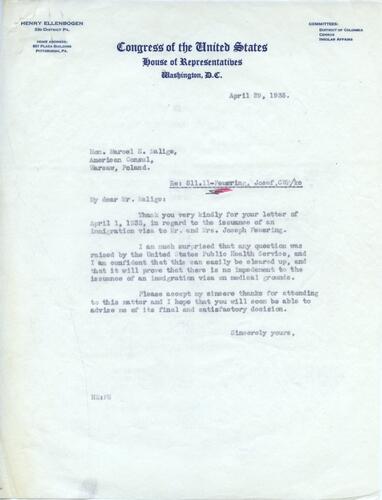 HENRY ELLENBOGEN
33D DISTRICT PA.
HOME ADDRESS:
801 PLAZA BUILDING
PITTSBURGH, PA.
COMMITTEES:
DISTRICT OF COLUMBIA
CENSUS
INSULAR AFFAIRS
Congress of the United States
House of Representatives
Washington, D.C.
April 29, 1935.
Hon. Marcel E. Malige,
American Consul,
Warsaw, Poland.
Re: 811.11-Feuering, Josef,
My dear Mr. Malige:
Thank you very kindly for your letter of
April 1, 1935, in regard to the issuance of an
immigration visa to Mr. and Mrs. Joseph Feuering.
I am much surprised that any question was
raised by the United States Public Health Service, and
I am confident that this can easily be cleared up, and
that it will prove that there is no impedement to the
issuance of an immigration visa on medical grounds.
Please accept my sincere thanks for attending
to this matter and I hope that you will soon be able to
advise me of its final and satisfactory decision.
Sincerely yours,